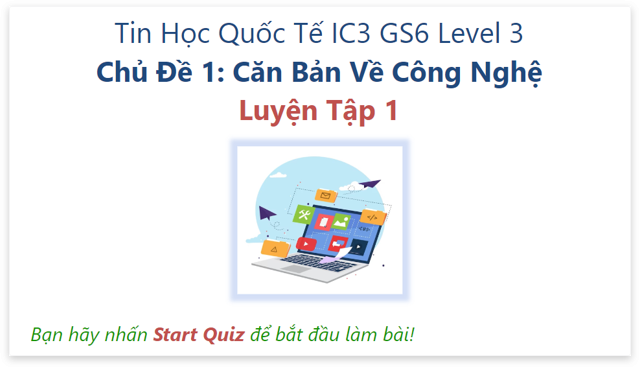 Tin Học Quốc Tế IC3 GS6 Level 3
Chủ Đề 1: Căn Bản Về Công Nghệ
Luyện Tập 1
</>
Bạn hãy nhấn Start Quiz để bắt đầu làm bài!